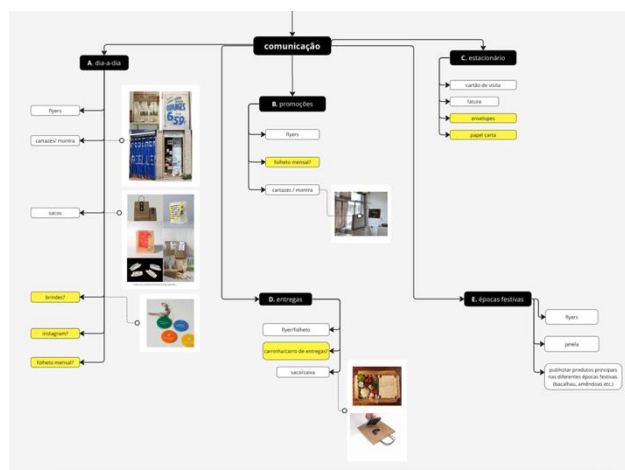 comunicação
A. dia-a-dia
flyers
cartazes/ montra
sacos
brindes?
instagram?
folheto mensal?
B. promoções
flyers
folheto mensal?
cartazes / montra
C. estacionário
cartão de visita
fatura
envelopes
papel carta
D. entregas
flyer/folheto
carrinha/carro de entregas?
saco/caixa
E. épocas festivas
flyers
janela
publicitar produtos principais
nas diferentes épocas festivas.
(bacalhau, amêndoas etc.)